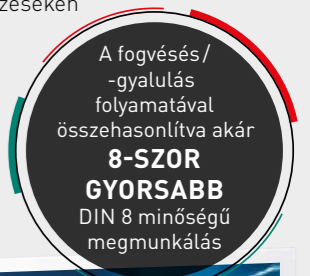 zéseken
A fogvésés/
-gyalulás
folyamatával
összehasonlítva akár
8-SZOR
GYORSABB
DIN 8 minőségű
megmunkálás